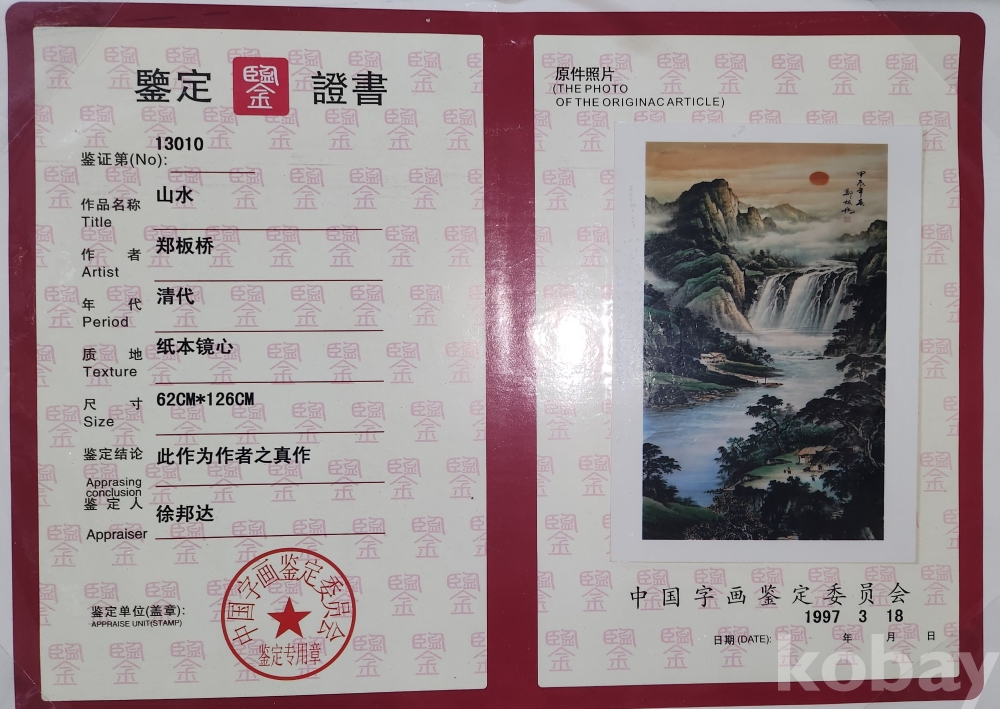 鑒定 鑒 證書
13010
鉴证第(No):
作品名称 山水
Title
作者 郑板桥
Artist
年代 清代
Period
质地 纸本镜心
Texture
尺寸 62CM*126CM
Size
鉴定结论 此作为作者之真作
Apprasing
conclusion
鉴定人 徐邦达
Appraiser
鉴定单位(盖章):
APPRAISE UNIT(STAMP)
中国字画鉴定委员会
鉴定专用章
原件照片
(THE PHOTO
OF THE ORIGINAC ARTICLE)
中国字画鉴定委员会
1997 3 18
日期(DATE): 年 月 日
kobay